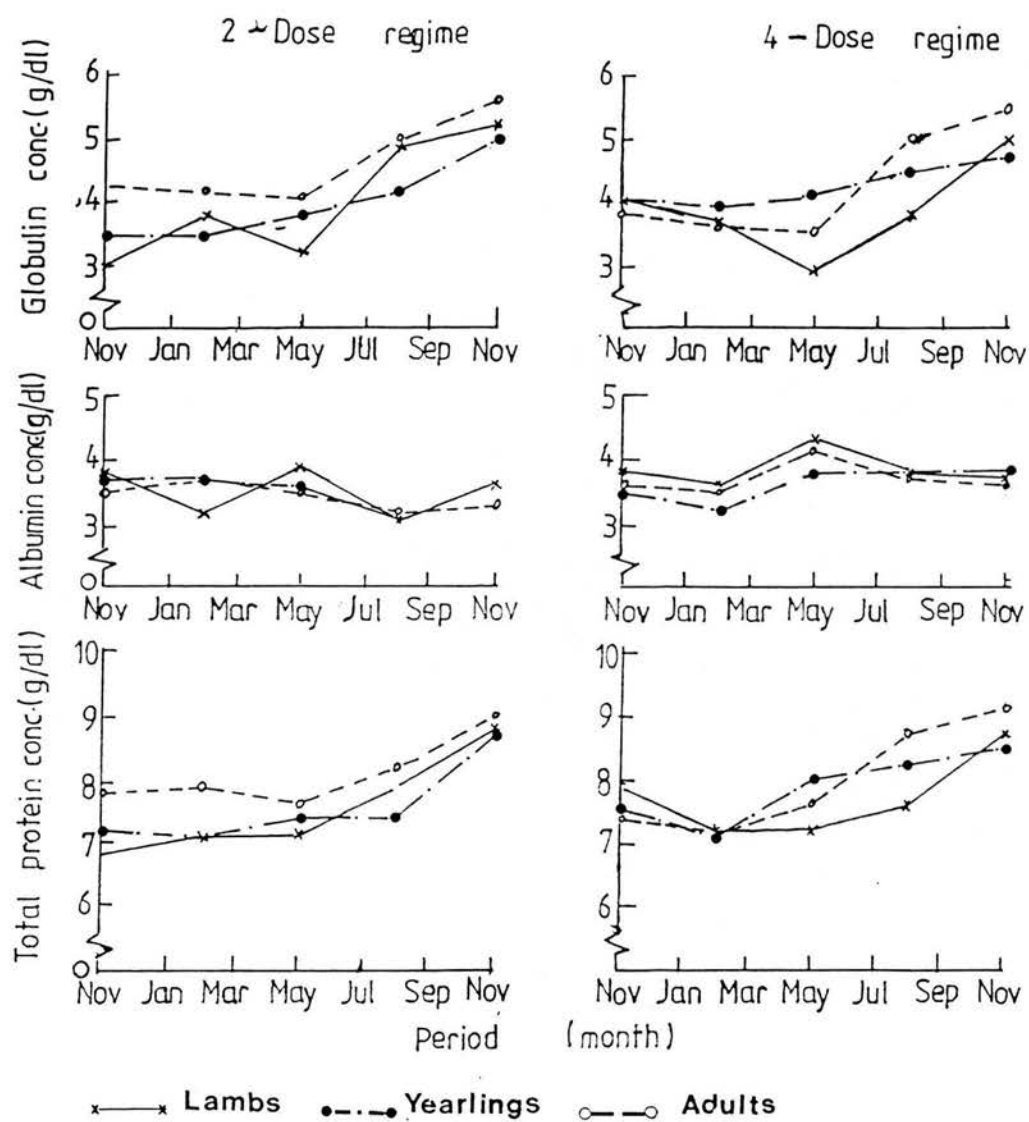 2 - Dose regime
4 - Dose regime
Globulin conc. (g/dl)
6
5
4
3
0
Nov Jan Mar May Jul Sep Nov
6
5
4
3
0
Nov Jan Mar May Jul Sep Nov
Albumin conc(g/dl)
5
4
3
0
Nov Jan Mar May Jul Sep Nov
5
4
3
0
Nov Jan Mar May Jul Sep Nov
Total protein conc.(g/dl)
10
9
8
7
6
0
Nov Jan Mar May Jul Sep Nov
10
9
8
7
6
0
Nov Jan Mar May Jul Sep Nov
Period (month)
Lambs Yearlings Adults